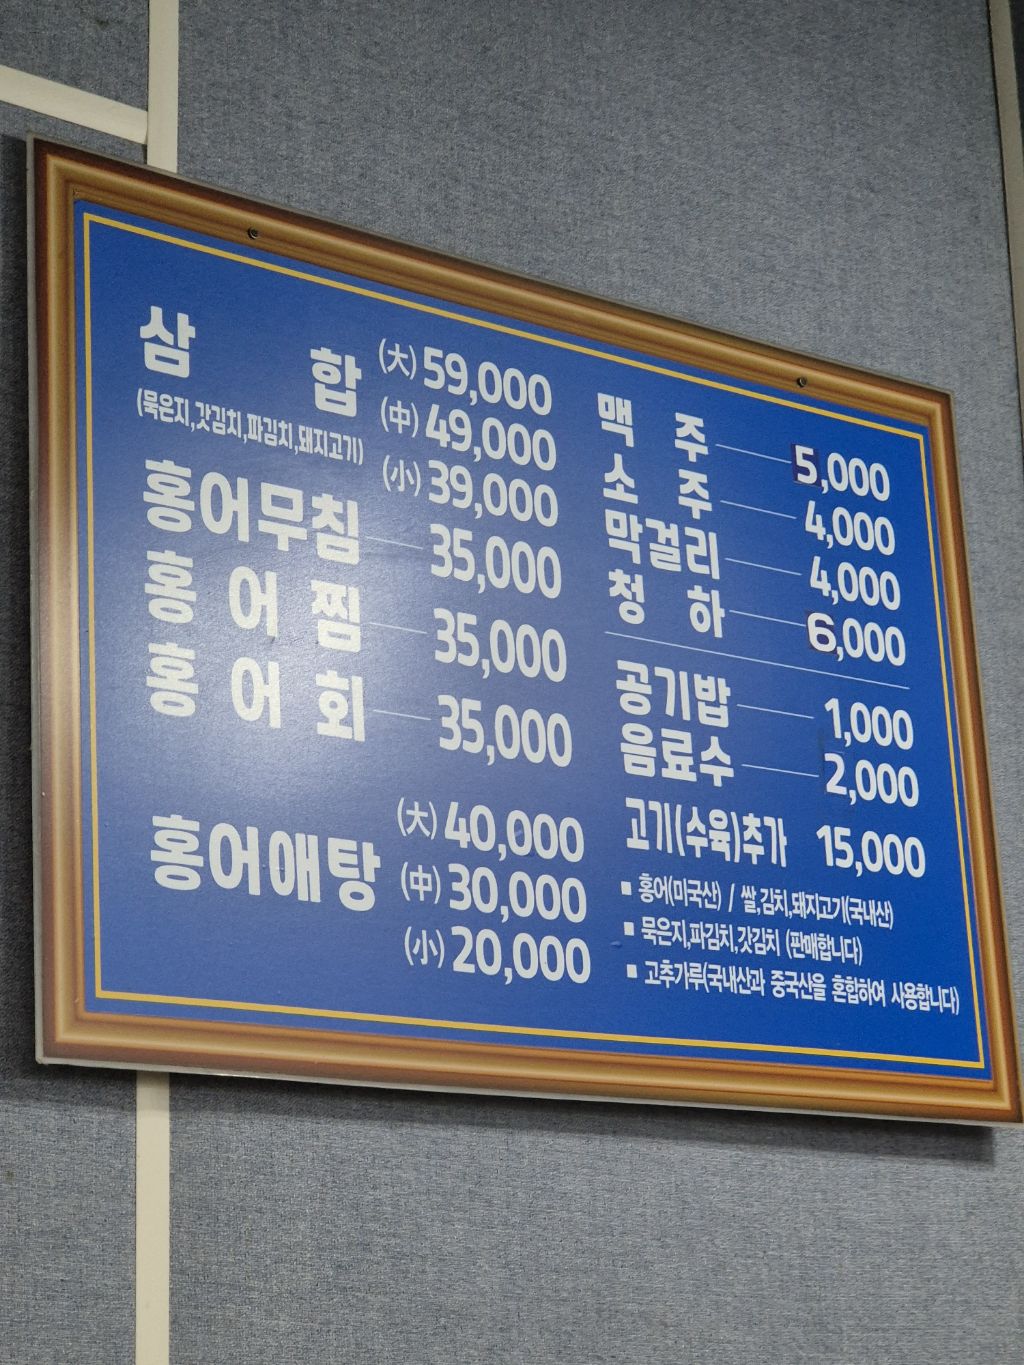 삼 합 (大) 59,000
(묵은지,갓김치,파김치,돼지고기) (中) 49,000
(小) 39,000
홍어무침 35,000
홍 어 찜 35,000
홍 어 회 35,000
홍어애탕 (大) 40,000
(中) 30,000
(小) 20,000
맥 주 5,000
소 주 4,000
막걸리 4,000
청 하 6,000
공기밥 1,000
음료수 2,000
고기(수육)추가 15,000
■ 홍어(미국산) / 쌀,김치,돼지고기(국내산)
■ 묵은지,파김치,갓김치 (판매합니다)
■ 고추가루(국내산과 중국산을 혼합하여 사용합니다)